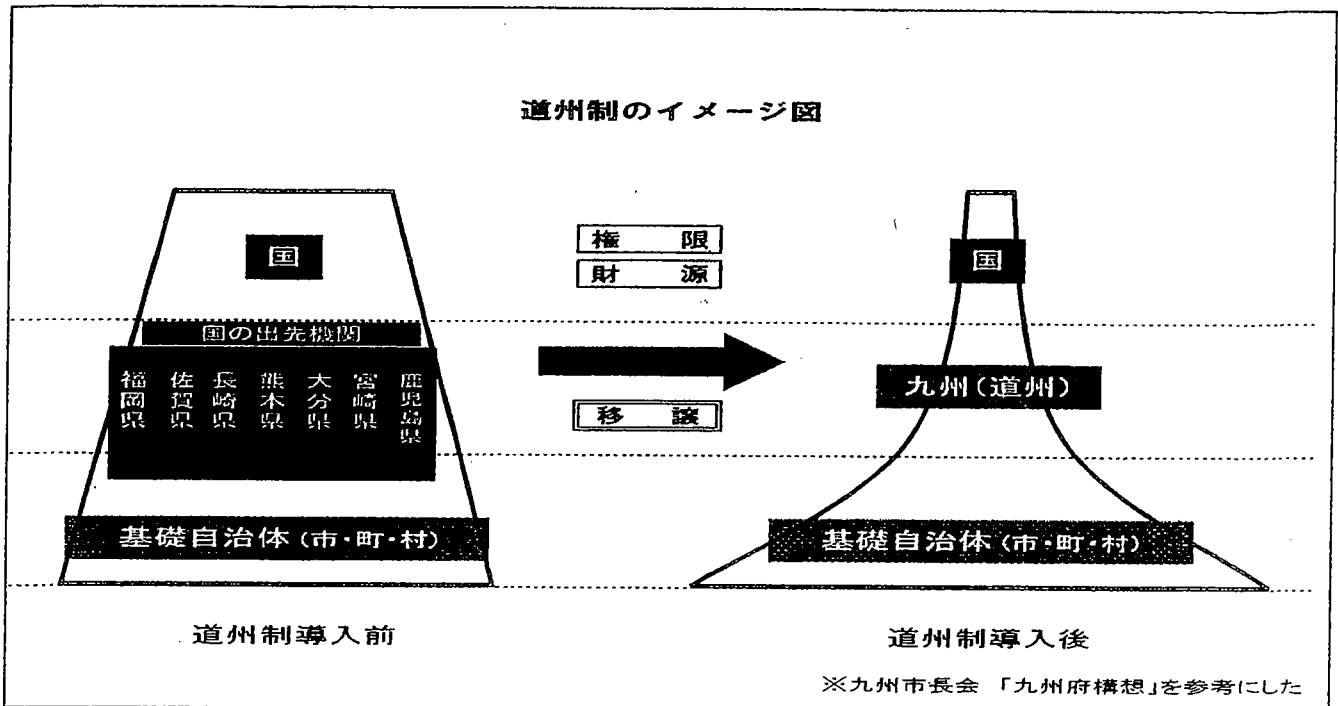 道州制のイメージ図
国
国の出先機関
福岡県
佐賀県
長崎県
熊本県
大分県
宮崎県
鹿児島県
基礎自治体(市・町・村)
道州制導入前
権 限
財 源
移 譲
国
九州(道州)
基礎自治体(市・町・村)
道州制導入後
※九州市長会 「九州府構想」を参考にした